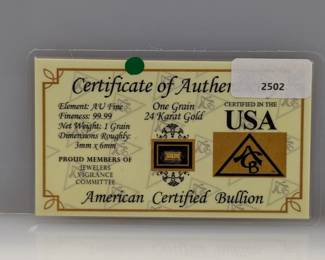 Certificate of Authen
2502
Element: AU Fine
Fineness: 99.99
Net Weight: 1 Grain
Dimensions Roughly:
3mm x 6mm
PROUD MEMBERS OF
JEWELERS
VIGILANCE
COMMITTEE
One Grain
24 Karat Gold
CERTIFIED IN THE
USA
ACB
American Certified Bullion